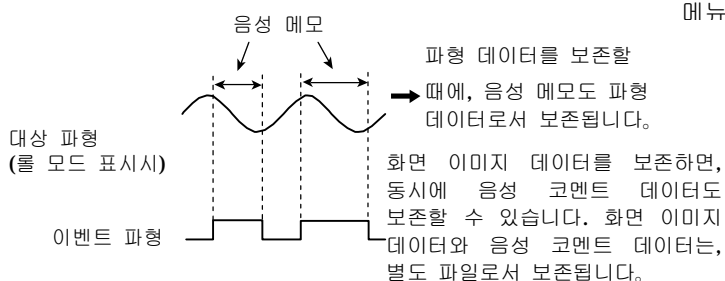 메뉴
음성 메모
파형 데이터를 보존할
때에, 음성 메모도 파형
데이터로서 보존됩니다.
대상 파형
(롤 모드 표시시)
화면 이미지 데이터를 보존하면,
동시에 음성 코멘트 데이터도
보존할 수 있습니다. 화면 이미지
데이터와 음성 코멘트 데이터는,
별도 파일로서 보존됩니다.
이벤트 파형